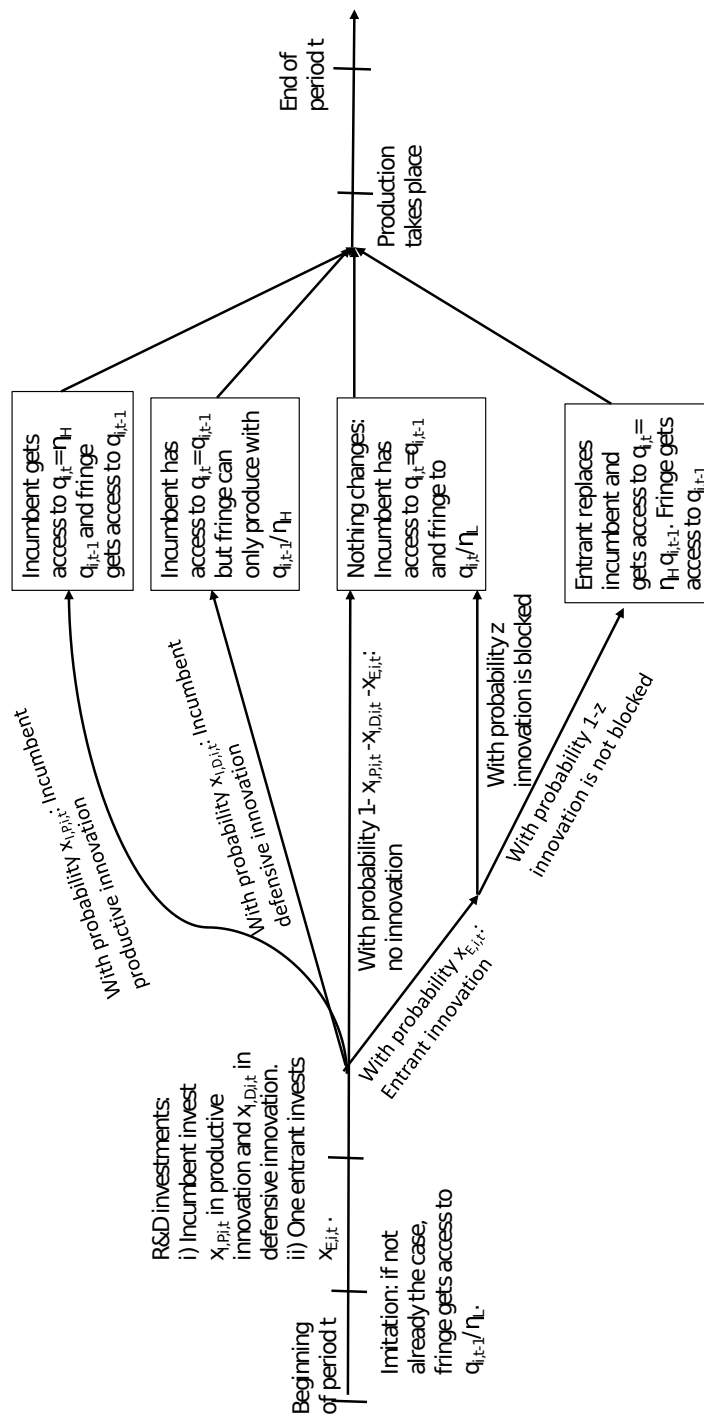 Beginning
of period t
Imitation: if not
already the case,
fringe gets access to
q_{i,t-1}/η_L.
R&D investments:
i) Incumbent invest
x_{I,P,i,t} in productive
innovation and x_{I,D,i,t} in
defensive innovation.
ii) One entrant invests
x_{E,i,t}.
With probability x_{I,P,i,t}: Incumbent
productive innovation
With probability x_{I,D,i,t}: Incumbent
defensive innovation
With probability 1- x_{I,P,i,t} -x_{I,D,i,t} -x_{E,i,t}:
no innovation
With probability x_{E,i,t}:
Entrant innovation
With probability z
innovation is blocked
With probability 1-z
innovation is not blocked
Incumbent gets
access to q_{i,t}=η_H
q_{i,t-1} and fringe
gets access to q_{i,t-1}
Incumbent has
access to q_{i,t}=q_{i,t-1}
but fringe can
only produce with
q_{i,t-1}/η_H
Nothing changes:
Incumbent has
access to q_{i,t}=q_{i,t-1}
and fringe to
q_{i,t}/η_L
Entrant replaces
incumbent and
gets access to q_{i,t}=
η_H q_{i,t-1}. Fringe gets
access to q_{i,t-1}
Production
takes place
End of
period t